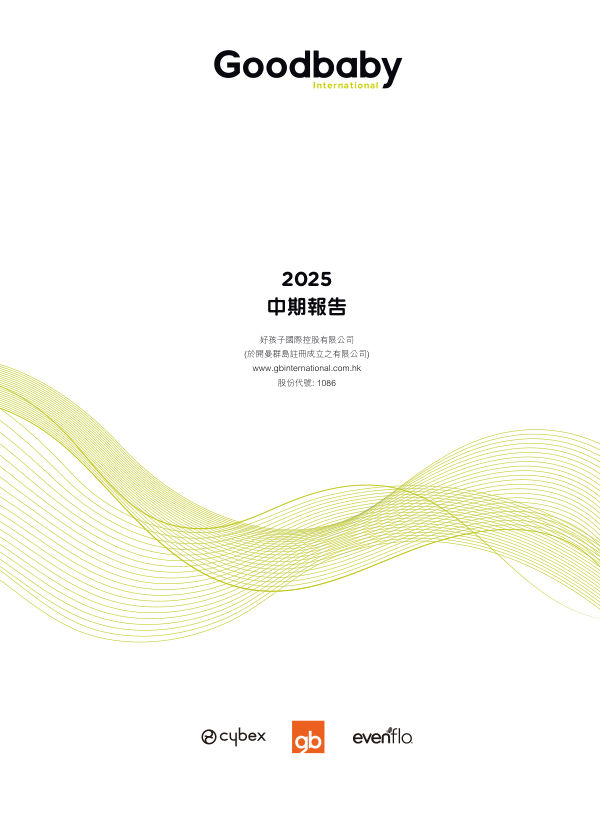 Goodbaby
International
2025
中期報告
好孩子國際控股有限公司
(於開曼群島註冊成立之有限公司)
www.gbinternational.com.hk
股份代號: 1086
cybex
gb
evenflo